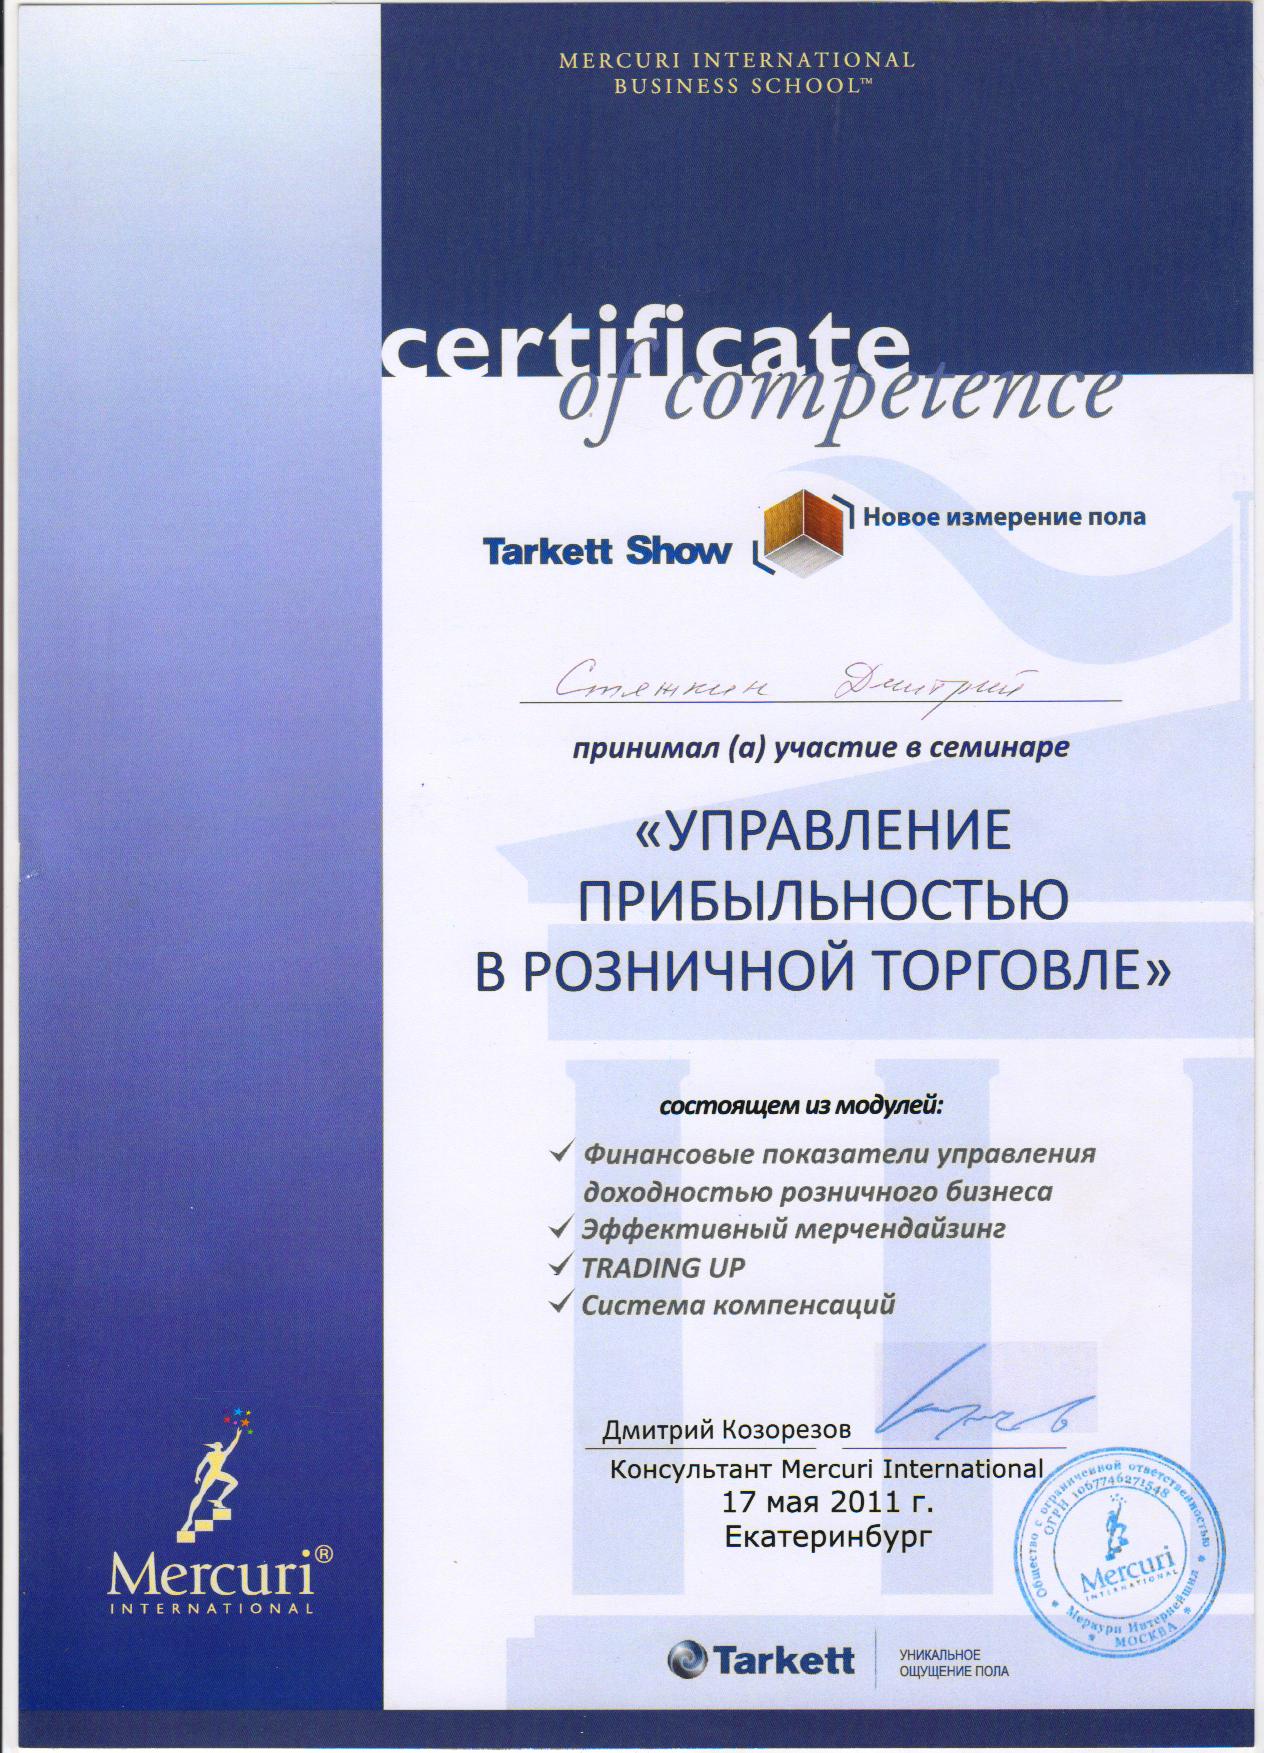 MERCURI INTERNATIONAL
BUSINESS SCHOOL™
certificate
of competence
Tarkett Show
Новое измерение пола
Стяжкин Дмитрий
принимал (а) участие в семинаре
«УПРАВЛЕНИЕ
ПРИБЫЛЬНОСТЬЮ
В РОЗНИЧНОЙ ТОРГОВЛЕ»
состоящем из модулей:
✓ Финансовые показатели управления
доходностью розничного бизнеса
✓ Эффективный мерчендайзинг
✓ TRADING UP
✓ Система компенсаций
Дмитрий Козорезов
Консультант Mercuri International
17 мая 2011 г.
Екатеринбург
Mercuri®
INTERNATIONAL
Общество с ограниченной ответственностью
ОГРН 1067746271548
Mercuri
INTERNATIONAL
Меркури Интернейшнл
* МОСКВА *
Tarkett
УНИКАЛЬНОЕ
ОЩУЩЕНИЕ ПОЛА